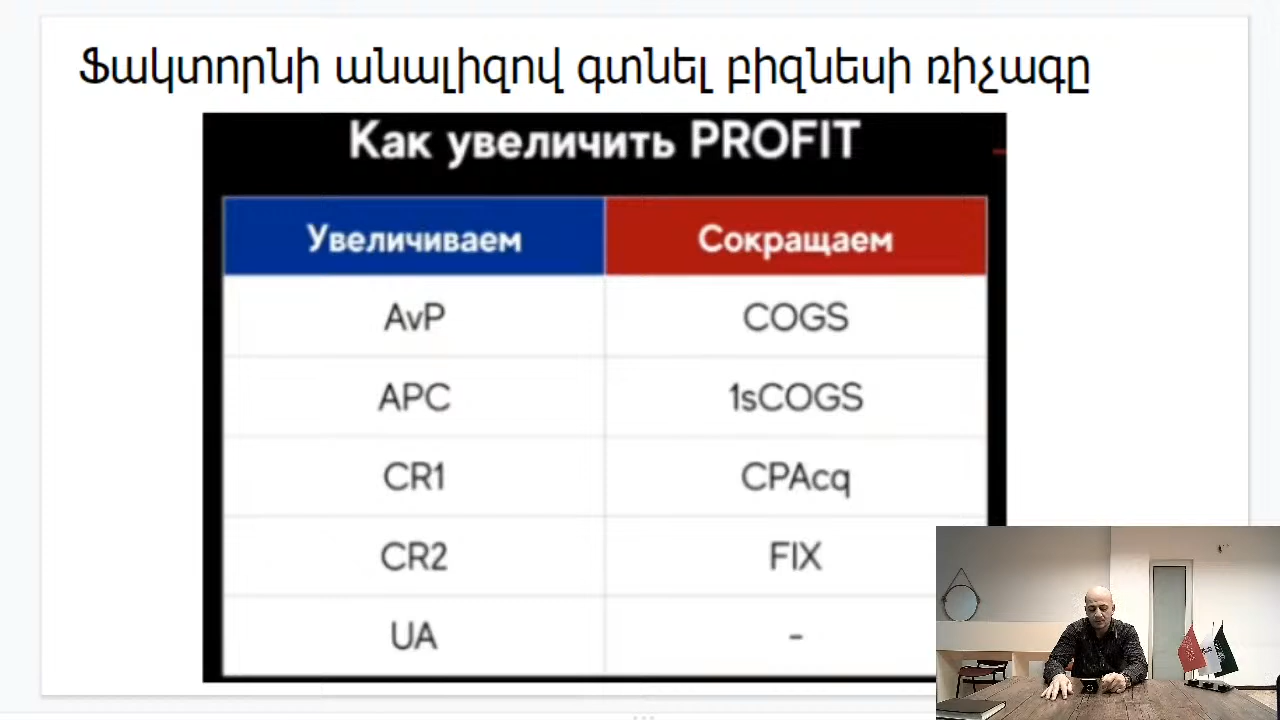 Ֆակտորնի անալիզով գտնել բիզնեսի ռիչագը
Как увеличить PROFIT
Увеличиваем Сокращаем
AvP COGS
APC 1sCOGS
CR1 CPAcq
CR2 FIX
UA -